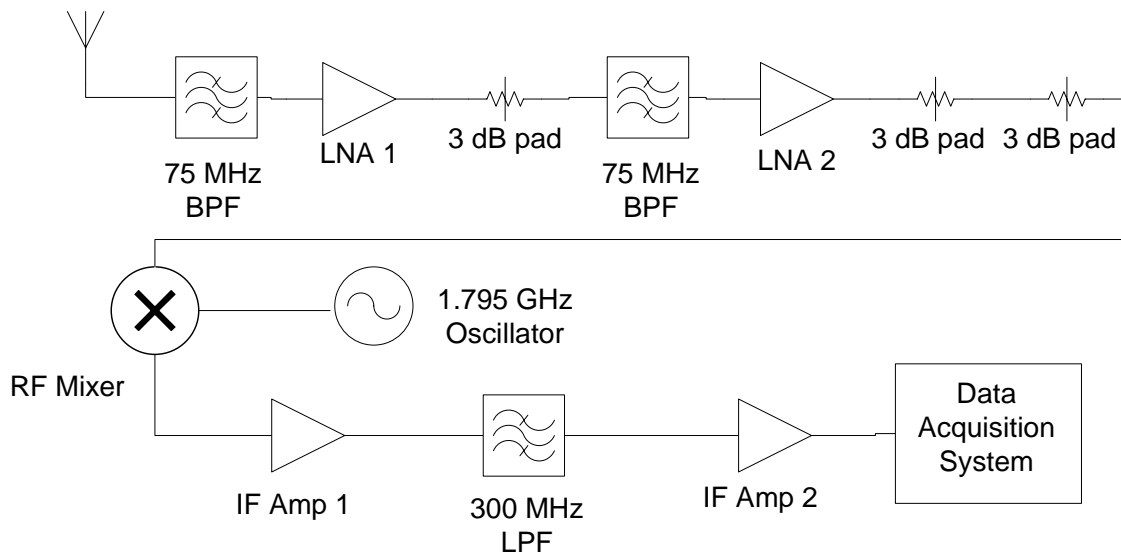 LNA 1
3 dB pad
LNA 2
3 dB pad
3 dB pad
75 MHz
BPF
75 MHz
BPF
1.795 GHz
Oscillator
RF Mixer
Data
Acquisition
System
IF Amp 1
300 MHz
LPF
IF Amp 2